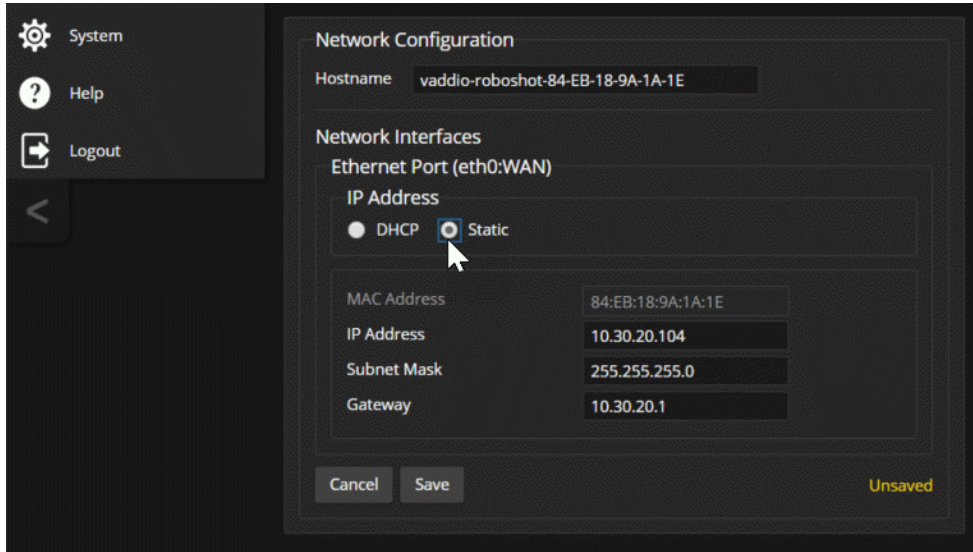 System
Help
Logout
<
Network Configuration
Hostname vaddio-roboshot-84-EB-18-9A-1A-1E
Network Interfaces
Ethernet Port (eth0:WAN)
IP Address
DHCP Static
MAC Address 84:EB:18:9A:1A:1E
IP Address 10.30.20.104
Subnet Mask 255.255.255.0
Gateway 10.30.20.1
Cancel Save Unsaved